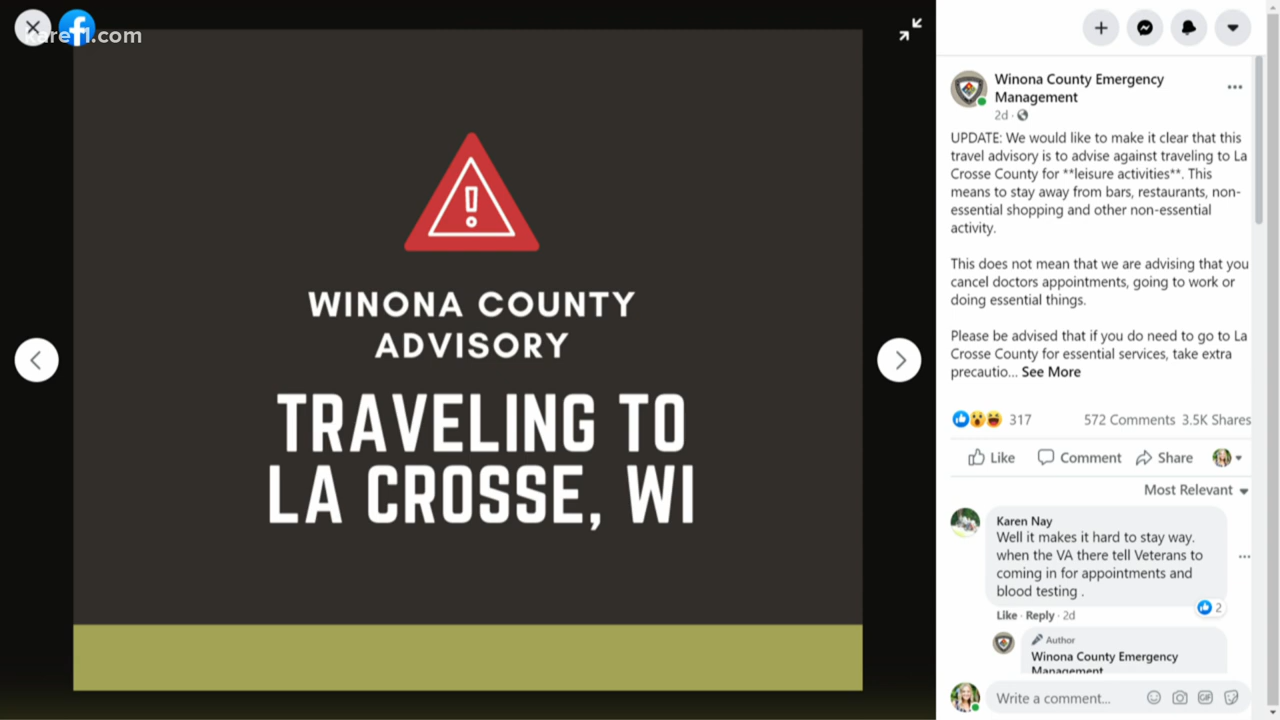 kare11.com
WINONA COUNTY
ADVISORY
TRAVELING TO
LA CROSSE, WI
Winona County Emergency
Management
2d ·
UPDATE: We would like to make it clear that this
travel advisory is to advise against traveling to La
Crosse County for **leisure activities**. This
means to stay away from bars, restaurants, non-
essential shopping and other non-essential
activity.
This does not mean that we are advising that you
cancel doctors appointments, going to work or
doing essential things.
Please be advised that if you do need to go to La
Crosse County for essential services, take extra
precautio... See More
317 572 Comments 3.5K Shares
Like Comment Share
Most Relevant
Karen Nay
Well it makes it hard to stay way.
when the VA there tell Veterans to
coming in for appointments and
blood testing .
2
Like · Reply · 2d
Author
Winona County Emergency
Management
Write a comment...
GIF